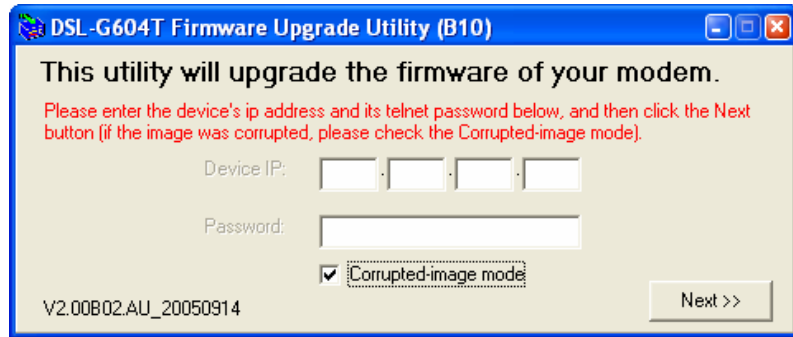 DSL-G604T Firmware Upgrade Utility (B10)
This utility will upgrade the firmware of your modem.
Please enter the device's ip address and its telnet password below, and then click the Next
button (if the image was corrupted, please check the Corrupted-image mode).
Device IP: . . .
Password:
Corrupted-image mode
V2.00B02.AU_20050914
Next >>